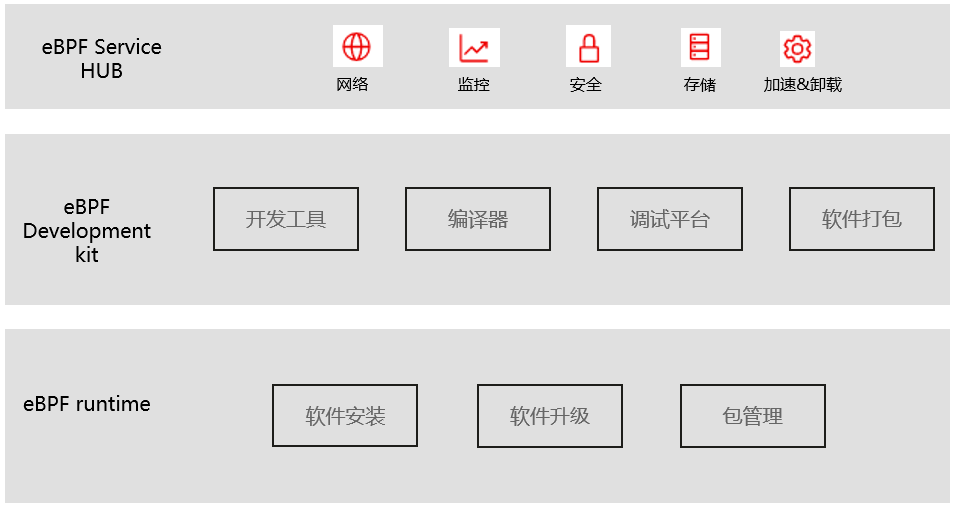 eBPF Service
HUB
网络
监控
安全
存储
加速&卸载
eBPF
Development
kit
开发工具
编译器
调试平台
软件打包
eBPF runtime
软件安装
软件升级
包管理